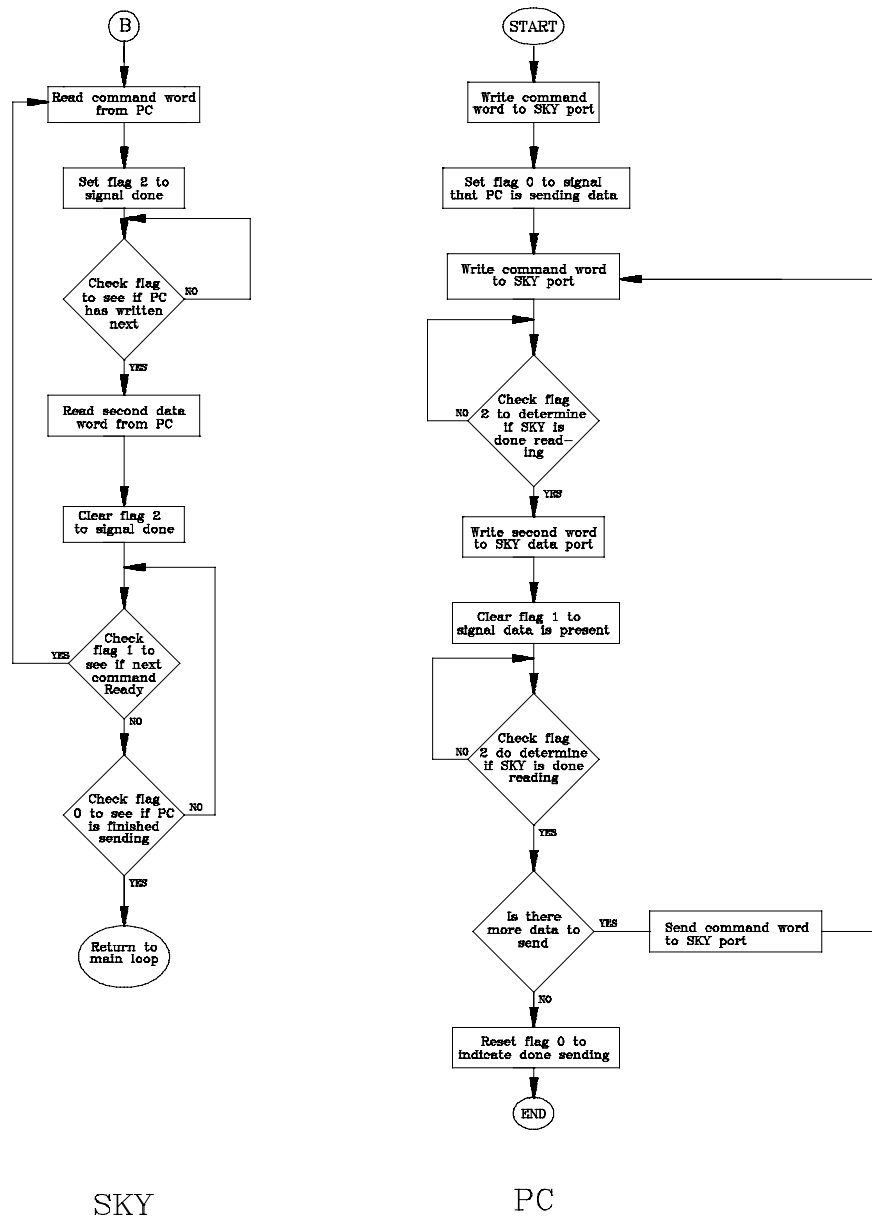 B
Read command word
from PC
Set flag 2 to
signal done
Check flag
to see if PC
has written
next
NO
YES
Read second data
word from PC
Clear flag 2
to signal done
Check
flag 1 to
see if next
command
Ready
YES
NO
Check flag
0 to see if PC
is finished
sending
NO
YES
Return to
main loop
SKY
START
Write command
word to SKY port
Set flag 0 to signal
that PC is sending data
Write command word
to SKY port
Check flag
2 to determine
if SKY is
done read-
ing
NO
YES
Write second word
to SKY data port
Clear flag 1 to
signal data is present
Check flag
2 do determine
if SKY is done
reading
NO
YES
Is there
more data to
send
YES
Send command word
to SKY port
NO
Reset flag 0 to
indicate done sending
END
PC